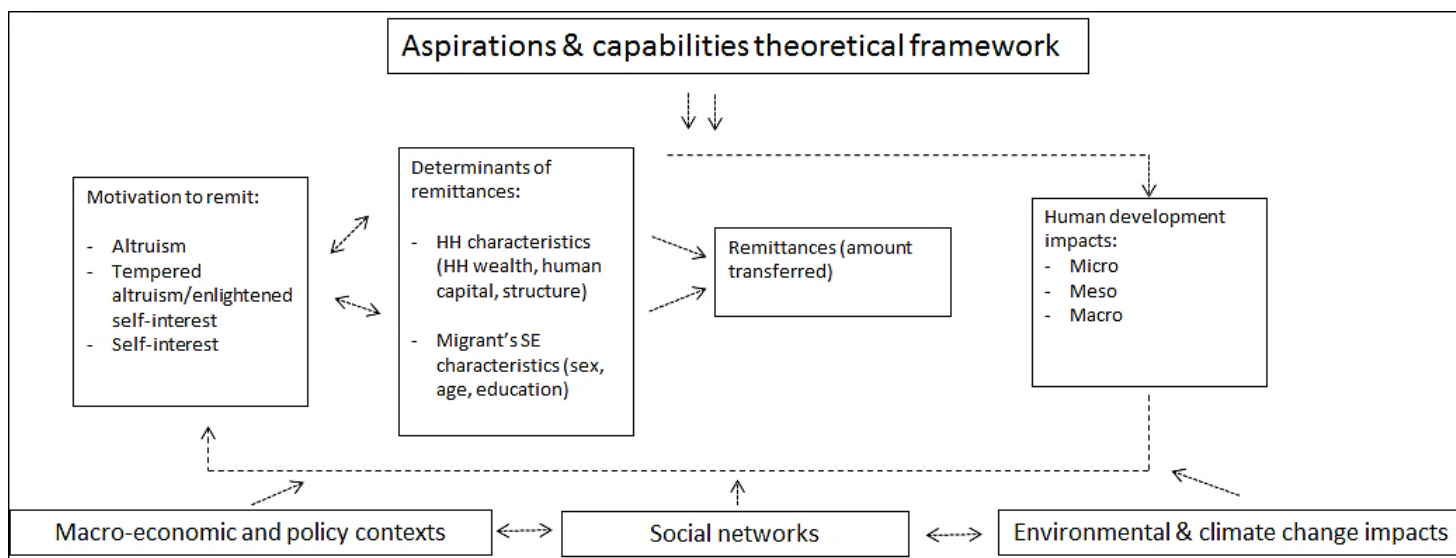 Aspirations & capabilities theoretical framework
Motivation to remit:
- Altruism
- Tempered
altruism/enlightened
self-interest
- Self-interest
Determinants of
remittances:
- HH characteristics
(HH wealth, human
capital, structure)
- Migrant's SE
characteristics (sex,
age, education)
Remittances (amount
transferred)
Human development
impacts:
- Micro
- Meso
- Macro
Macro-economic and policy contexts
Social networks
Environmental & climate change impacts